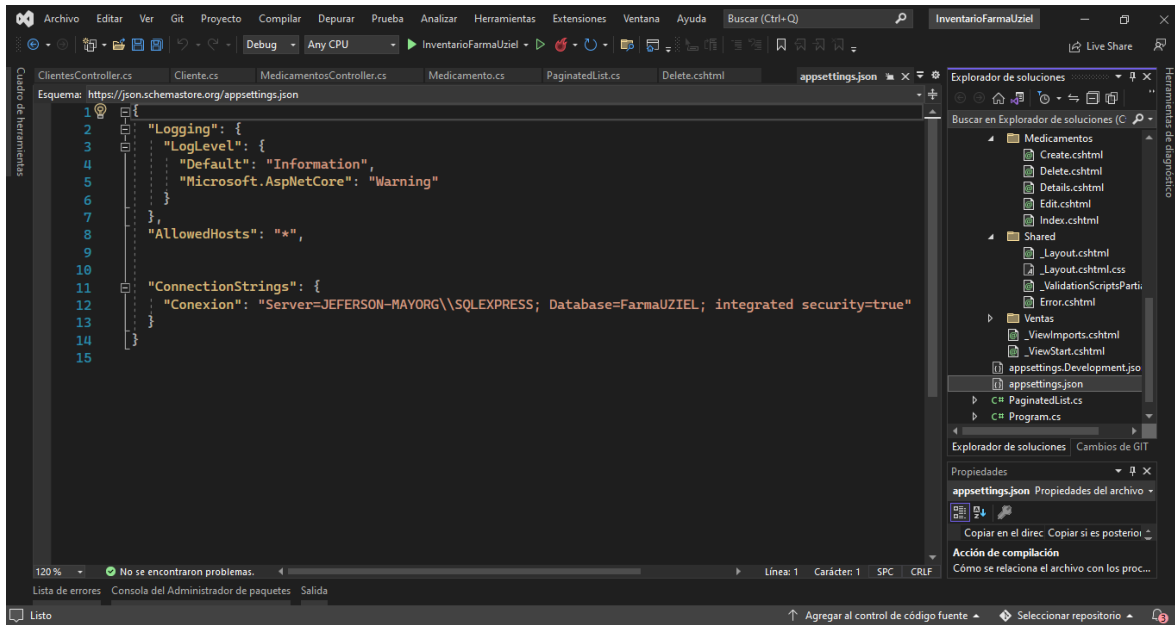 Archivo Editar Ver Git Proyecto Compilar Depurar Prueba Analizar Herramientas Extensiones Ventana Ayuda Buscar (Ctrl+Q) InventarioFarmaUziel
Debug Any CPU InventarioFarmaUziel Live Share
Cuadro de herramientas
ClientesController.cs Cliente.cs MedicamentosController.cs Medicamento.cs PaginatedList.cs Delete.cshtml appsettings.json
Esquema: https://json.schemastore.org/appsettings.json
1 {
2 "Logging": {
3 "LogLevel": {
4 "Default": "Information",
5 "Microsoft.AspNetCore": "Warning"
6 }
7 },
8 "AllowedHosts": "*",
9
10
11 "ConnectionStrings": {
12 "Conexion": "Server=JEFERSON-MAYORG\\SQLEXPRESS; Database=FarmaUZIEL; integrated security=true"
13 }
14 }
15
120 % No se encontraron problemas. Línea: 1 Carácter: 1 SPC CRLF
Lista de errores Consola del Administrador de paquetes Salida
Explorador de soluciones
Buscar en Explorador de soluciones (C
Medicamentos
Create.cshtml
Delete.cshtml
Details.cshtml
Edit.cshtml
Index.cshtml
Shared
_Layout.cshtml
_Layout.cshtml.css
_ValidationScriptsParti
Error.cshtml
Ventas
_ViewImports.cshtml
_ViewStart.cshtml
appsettings.Development.jso
appsettings.json
C# PaginatedList.cs
C# Program.cs
Explorador de soluciones Cambios de GIT
Propiedades
appsettings.json Propiedades del archivo
Copiar en el direc Copiar si es posterior
Acción de compilación
Cómo se relaciona el archivo con los proc...
Herramientas de diagnóstico
Listo Agregar al control de código fuente Seleccionar repositorio